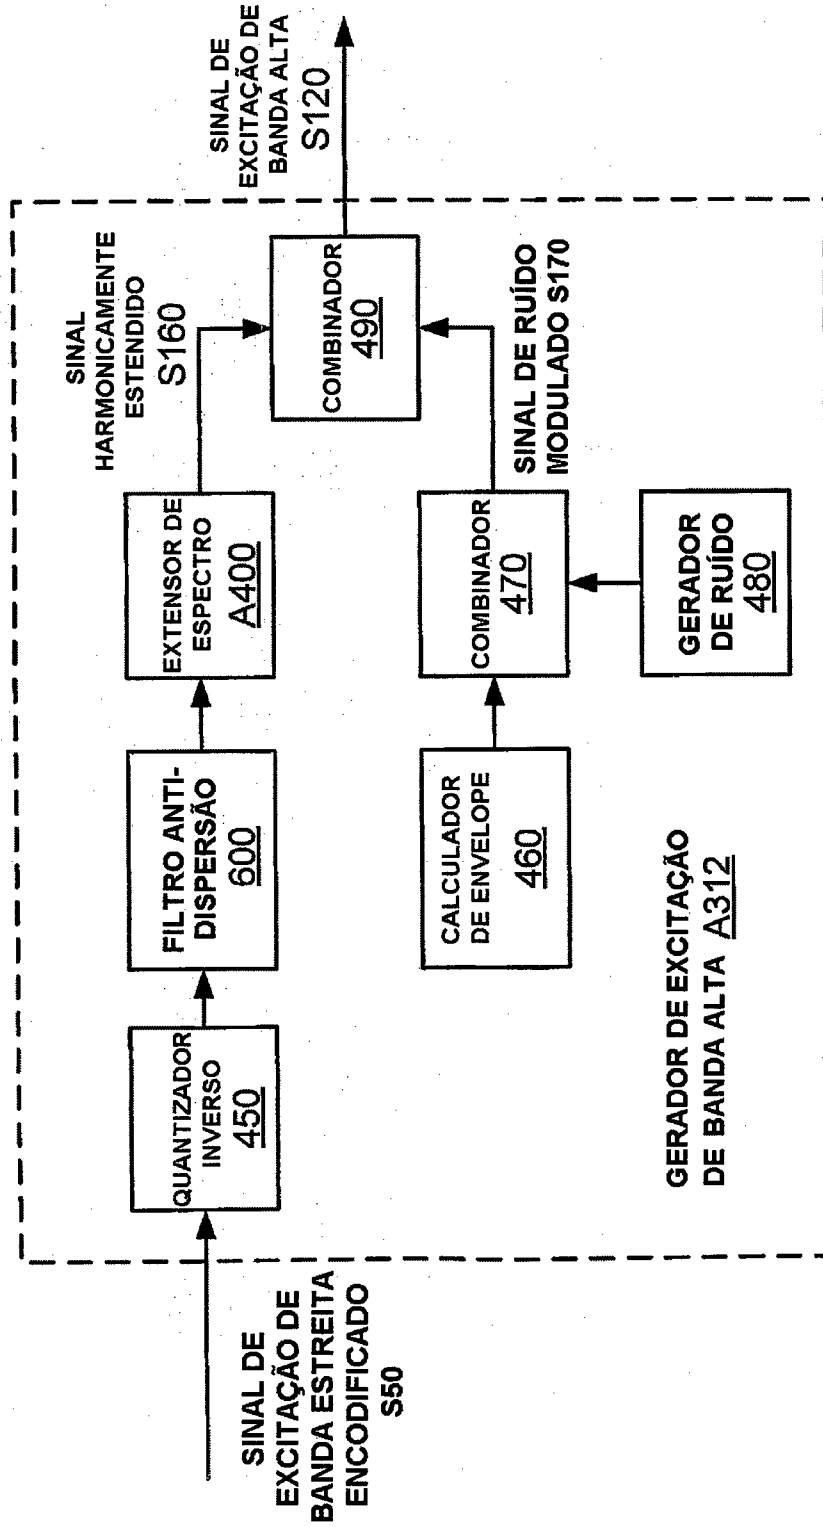 SINAL DE
EXCITAÇÃO DE
BANDA ESTREITA
ENCODIFICADO
S50
QUANTIZADOR
INVERSO
450
FILTRO ANTI-
DISPERSÃO
600
EXTENSOR DE
ESPECTRO
A400
SINAL
HARMONICAMENTE
ESTENDIDO
S160
COMBINADOR
490
SINAL DE
EXCITAÇÃO DE
BANDA ALTA
S120
CALCULADOR
DE ENVELOPE
460
COMBINADOR
470
SINAL DE RUÍDO
MODULADO S170
GERADOR
DE RUÍDO
480
GERADOR DE EXCITAÇÃO
DE BANDA ALTA A312